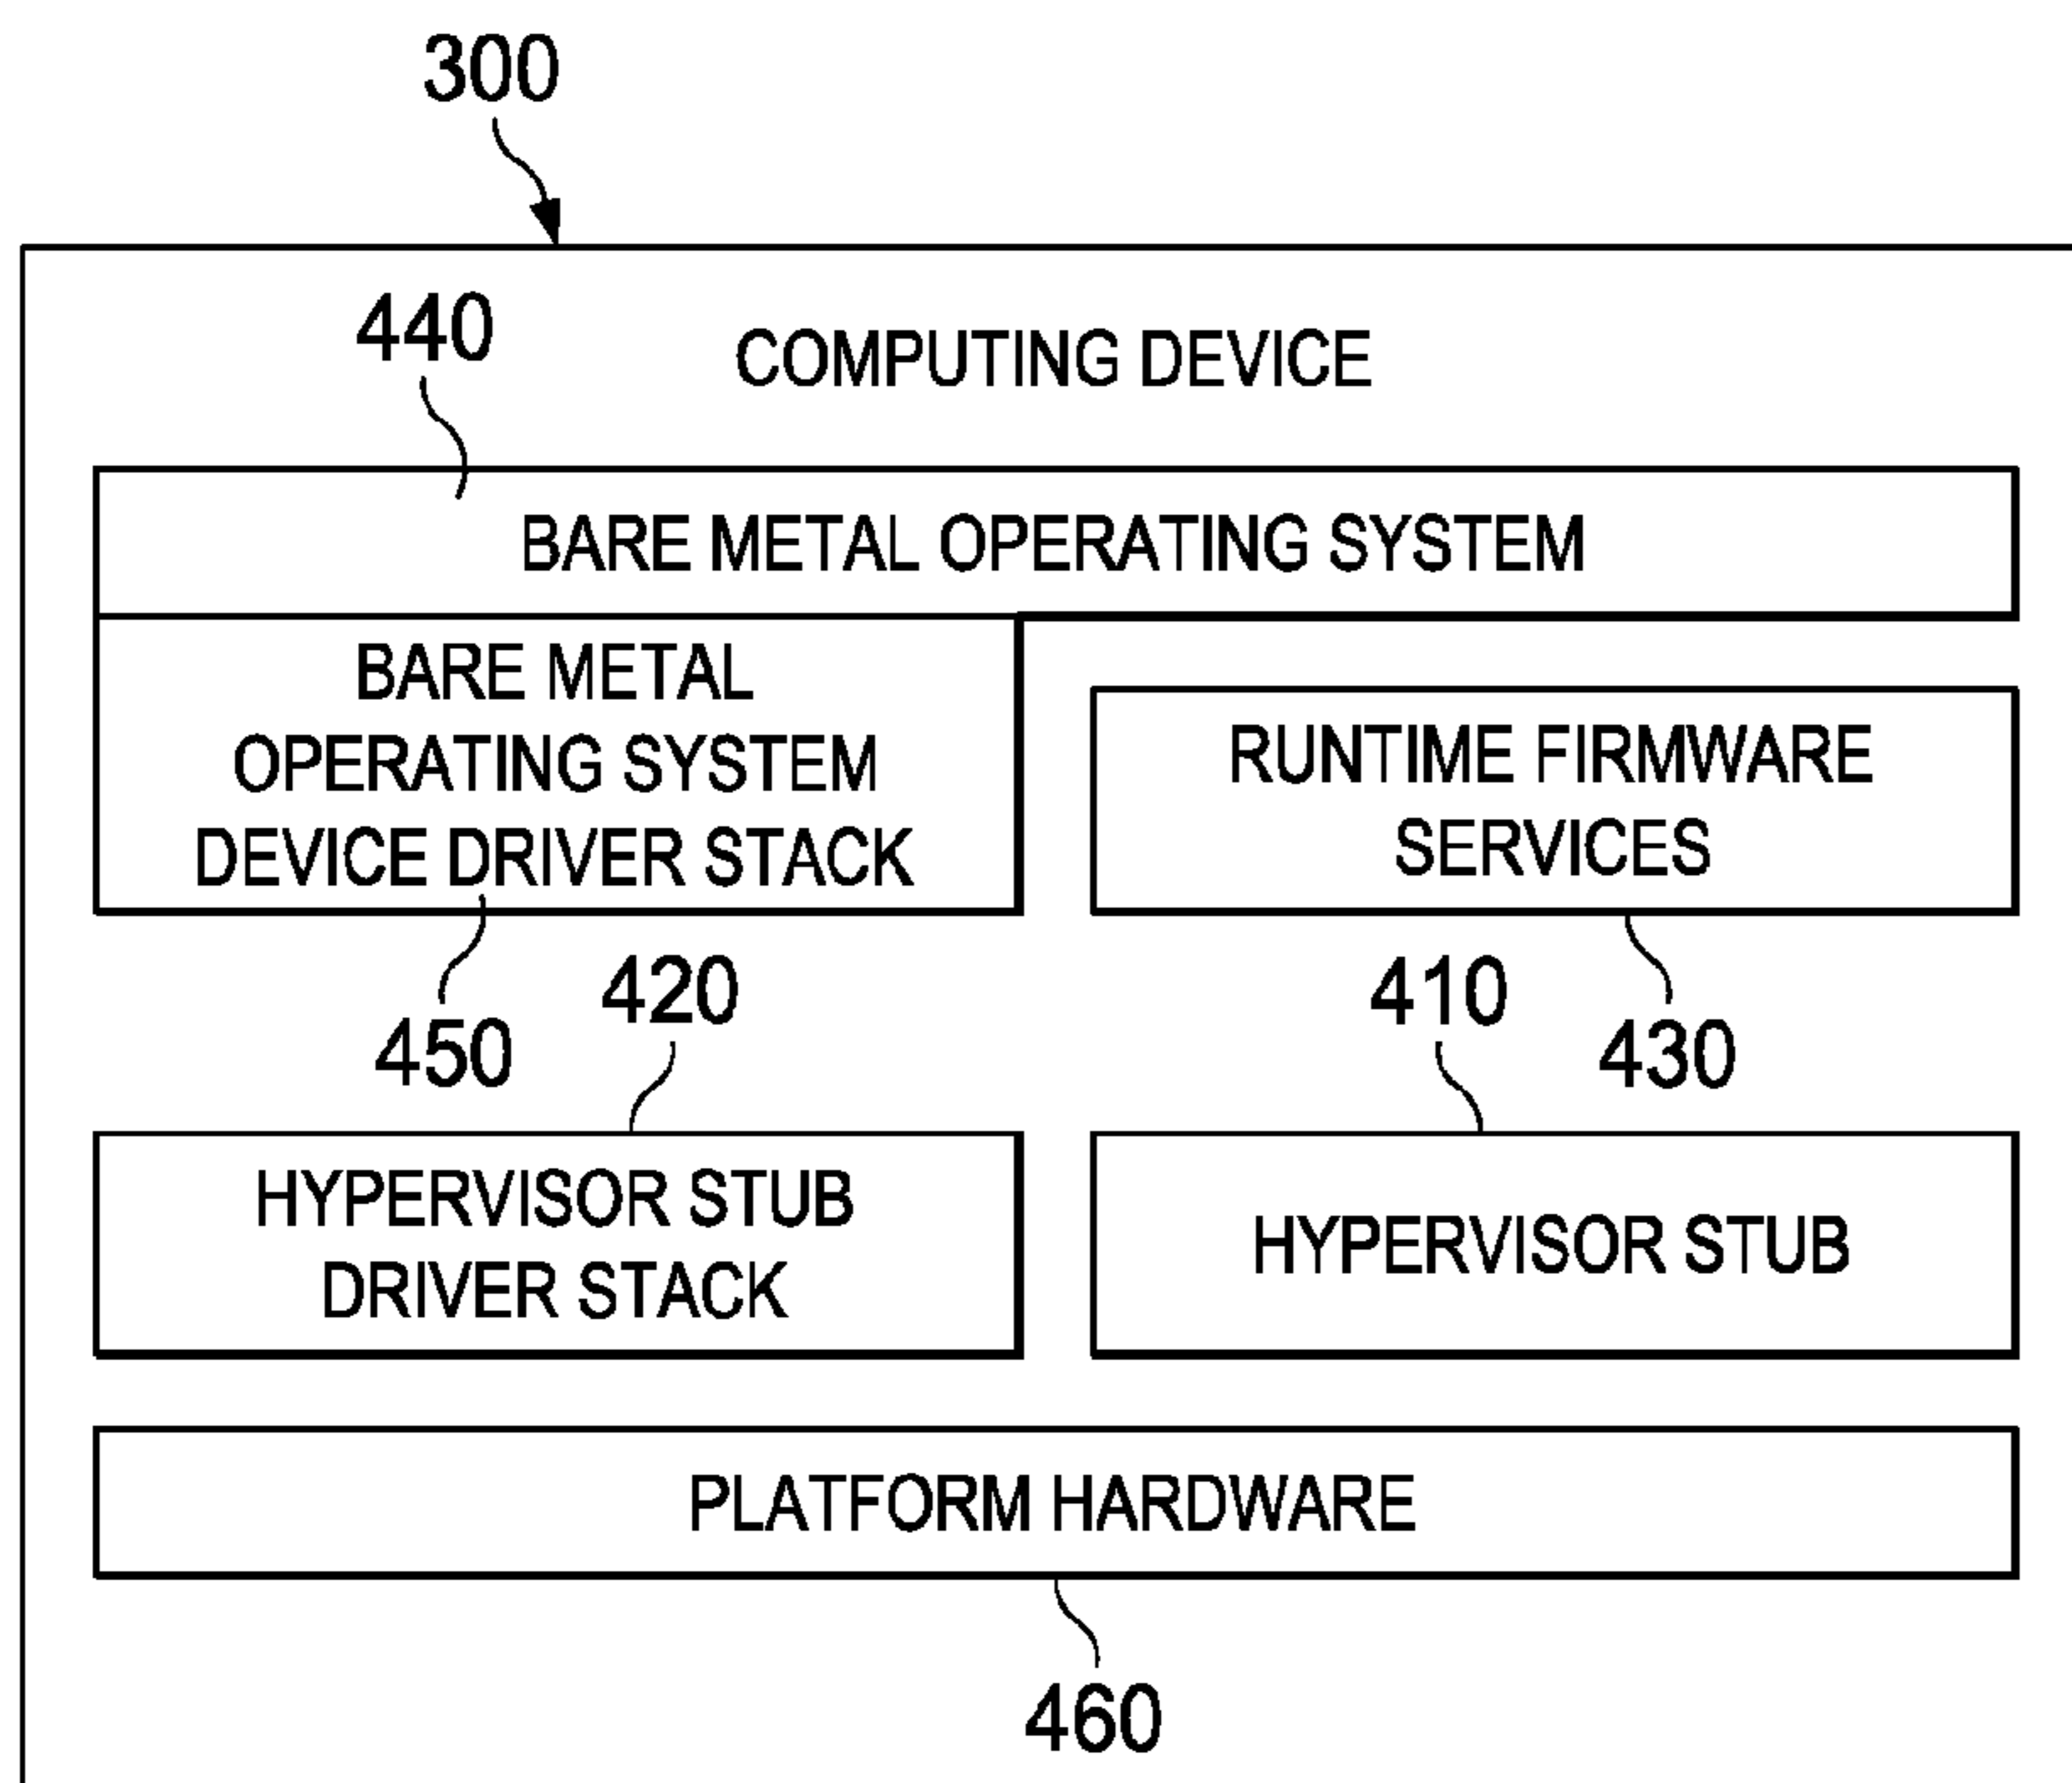 300
440
COMPUTING DEVICE
BARE METAL OPERATING SYSTEM
BARE METAL
OPERATING SYSTEM
DEVICE DRIVER STACK
RUNTIME FIRMWARE
SERVICES
450
420
410
430
HYPERVISOR STUB
DRIVER STACK
HYPERVISOR STUB
PLATFORM HARDWARE
460